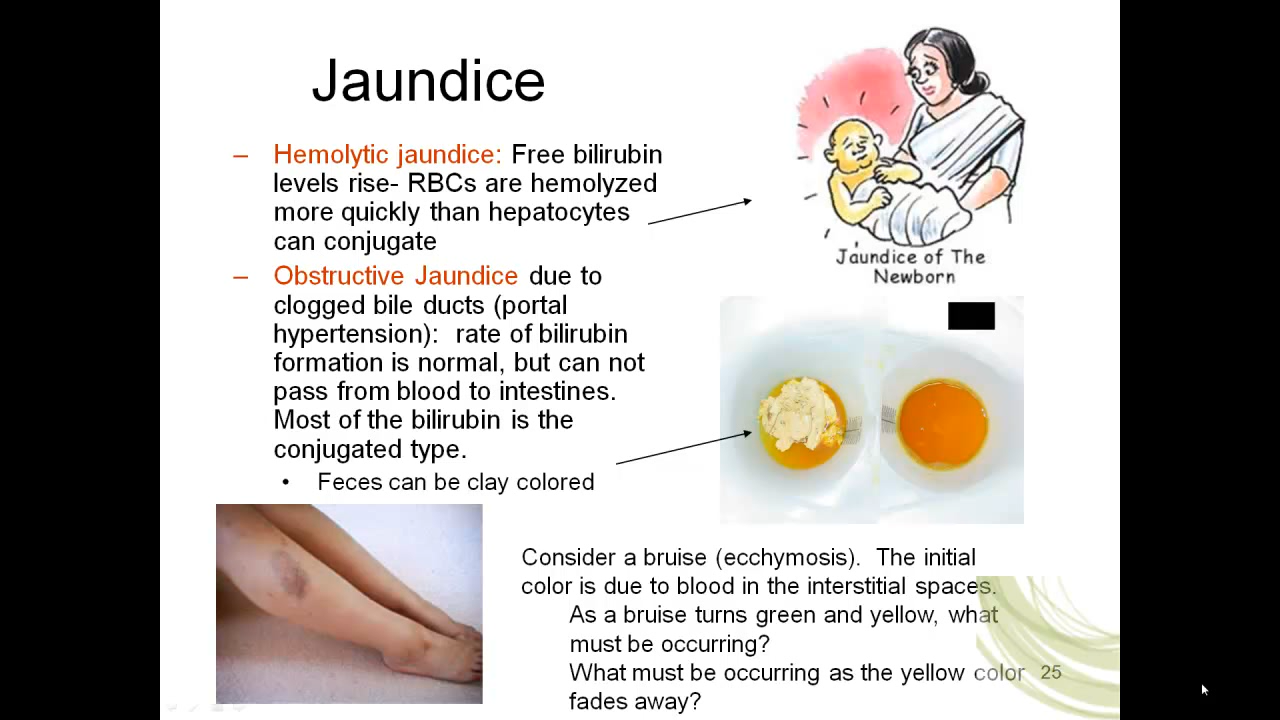 Jaundice
– Hemolytic jaundice: Free bilirubin
levels rise- RBCs are hemolyzed
more quickly than hepatocytes
can conjugate
– Obstructive Jaundice due to
clogged bile ducts (portal
hypertension): rate of bilirubin
formation is normal, but can not
pass from blood to intestines.
Most of the bilirubin is the
conjugated type.
• Feces can be clay colored
Jaundice of The
Newborn
Consider a bruise (ecchymosis). The initial
color is due to blood in the interstitial spaces.
As a bruise turns green and yellow, what
must be occurring?
What must be occurring as the yellow color
fades away?
25